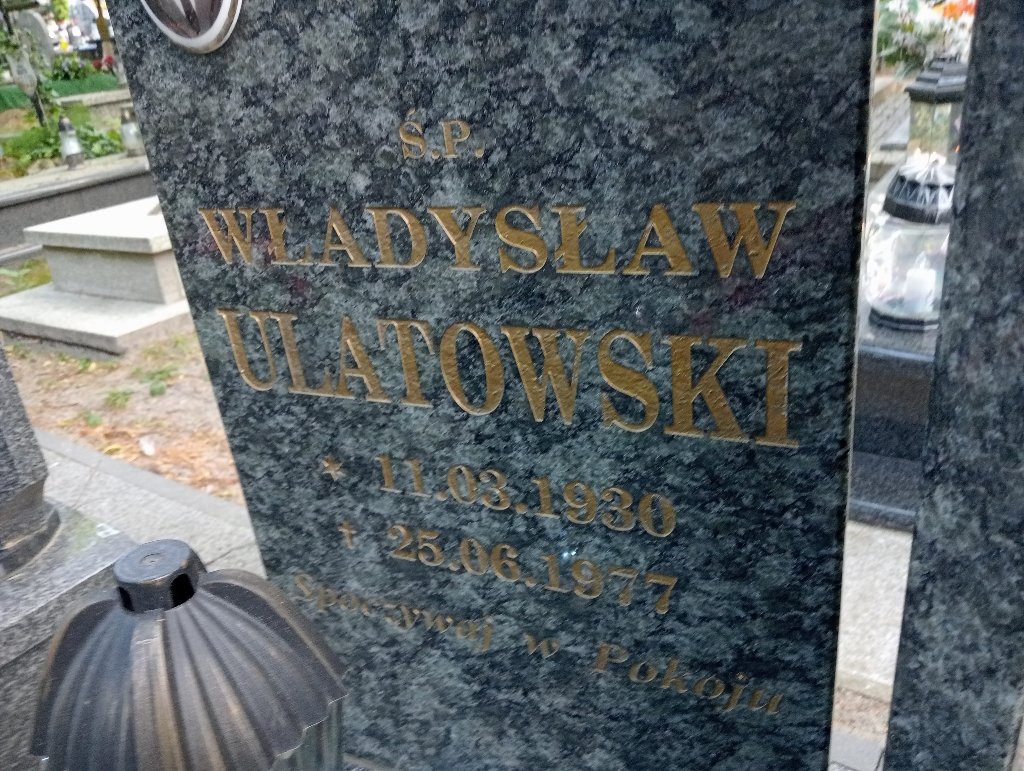 Ś.P.
WŁADYSŁAW
ULATOWSKI
* 11.03.1930
† 25.06.1977
Spoczywaj w Pokoju